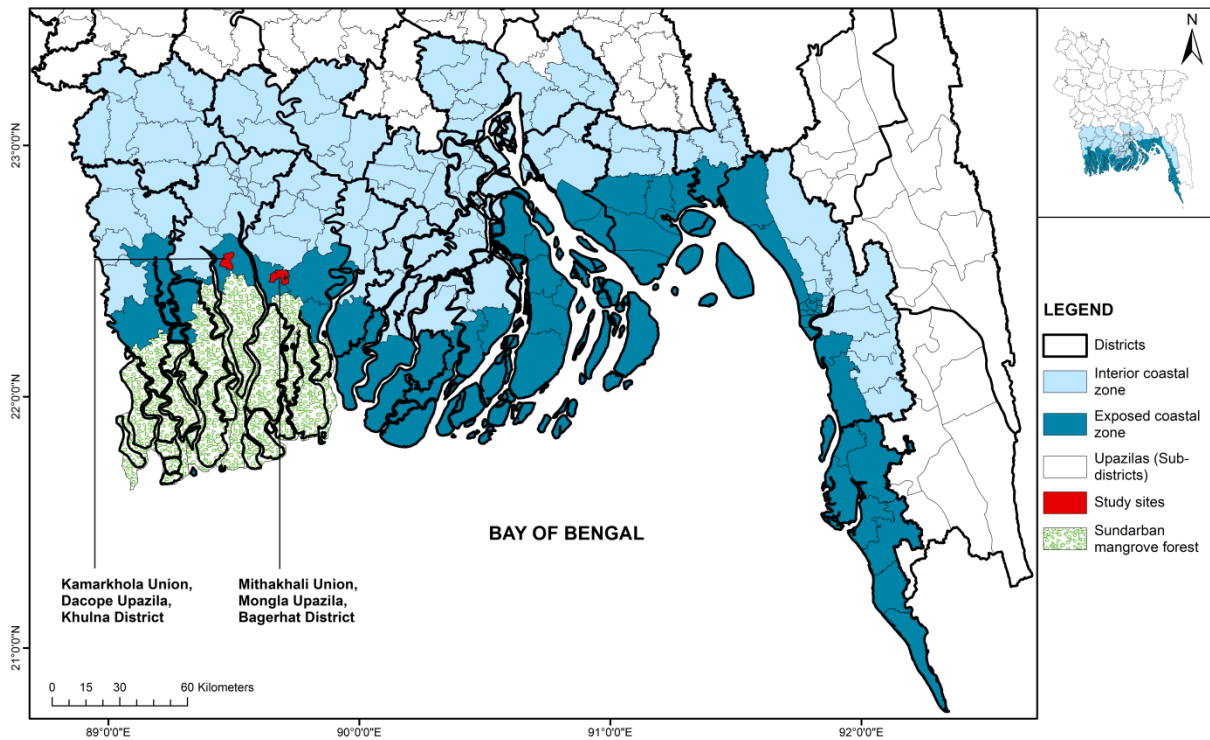 N
23°0'0"N
22°0'0"N
21°0'0"N
LEGEND
Districts
Interior coastal
zone
Exposed coastal
zone
Upazilas (Sub-
districts)
Study sites
Sundarban
mangrove forest
BAY OF BENGAL
Kamarkhola Union,
Dacope Upazila,
Khulna District
Mithakhali Union,
Mongla Upazila,
Bagerhat District
0 15 30 60 Kilometers
89°0'0"E 90°0'0"E 91°0'0"E 92°0'0"E